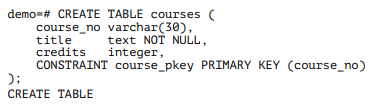 demo=# CREATE TABLE courses (
    course_no varchar(30),
    title     text NOT NULL,
    credits   integer,
    CONSTRAINT course_pkey PRIMARY KEY (course_no)
);
CREATE TABLE